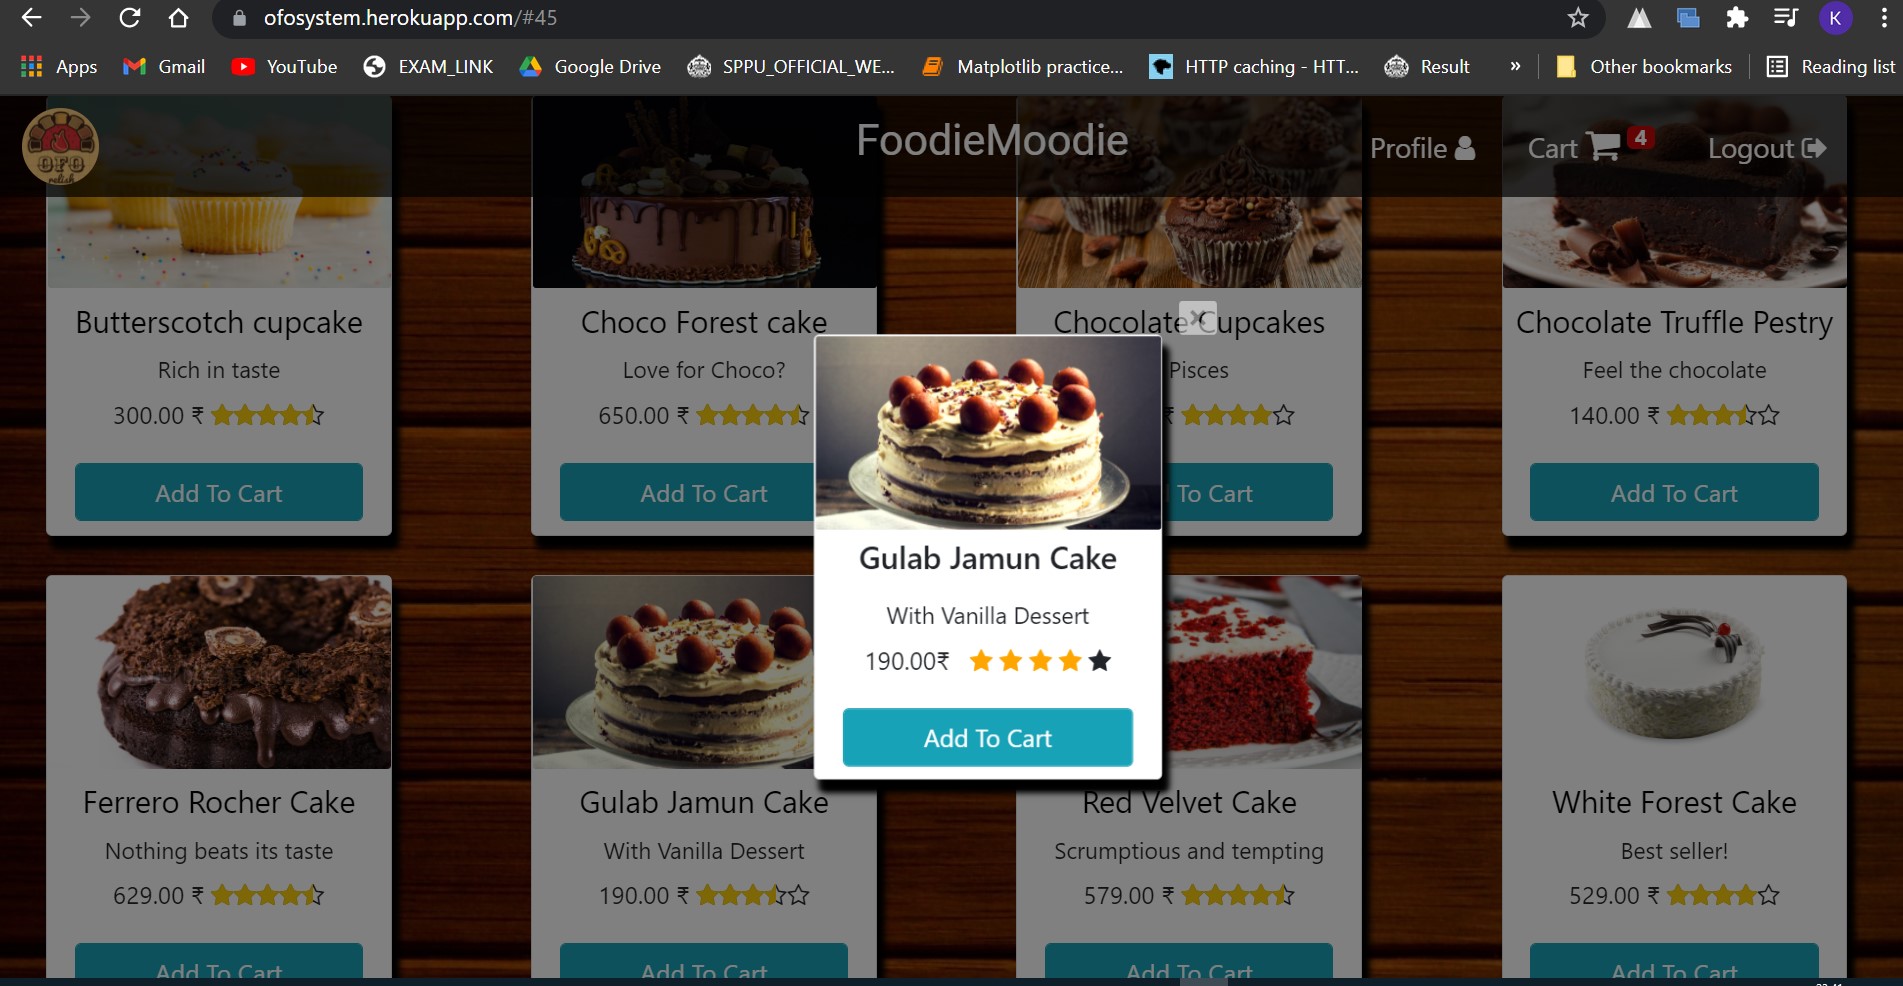 ofosystem.herokuapp.com/#45
K
Apps Gmail YouTube EXAM_LINK Google Drive SPPU_OFFICIAL_WE... Matplotlib practice... HTTP caching - HTT... Result » Other bookmarks Reading list
OFO
relish
FoodieMoodie
Profile Cart 4 Logout
Butterscotch cupcake
Rich in taste
300.00 ₹
Add To Cart
Choco Forest cake
Love for Choco?
650.00 ₹
Add To Cart
Chocolate Cupcakes
Pisces
₹
To Cart
Chocolate Truffle Pestry
Feel the chocolate
140.00 ₹
Add To Cart
×
Gulab Jamun Cake
With Vanilla Dessert
190.00₹
Add To Cart
Ferrero Rocher Cake
Nothing beats its taste
629.00 ₹
Add To Cart
Gulab Jamun Cake
With Vanilla Dessert
190.00 ₹
Add To Cart
Red Velvet Cake
Scrumptious and tempting
579.00 ₹
Add To Cart
White Forest Cake
Best seller!
529.00 ₹
Add To Cart